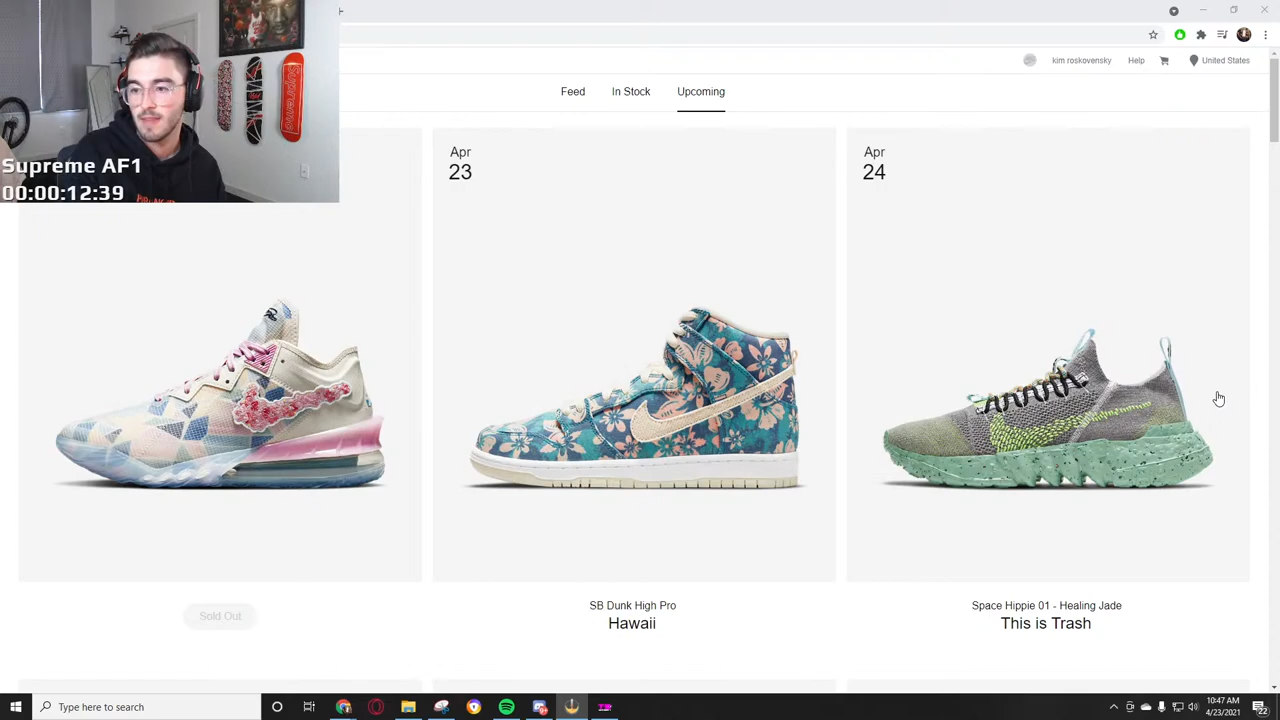 kim roskovensky
Help
United States
Feed
In Stock
Upcoming
Supreme AF1
00:00:12:39
Supreme
Apr
23
Apr
24
Sold Out
SB Dunk High Pro
Hawaii
Space Hippie 01 - Healing Jade
This is Trash
Type here to search
10:47 AM
4/23/2021
22